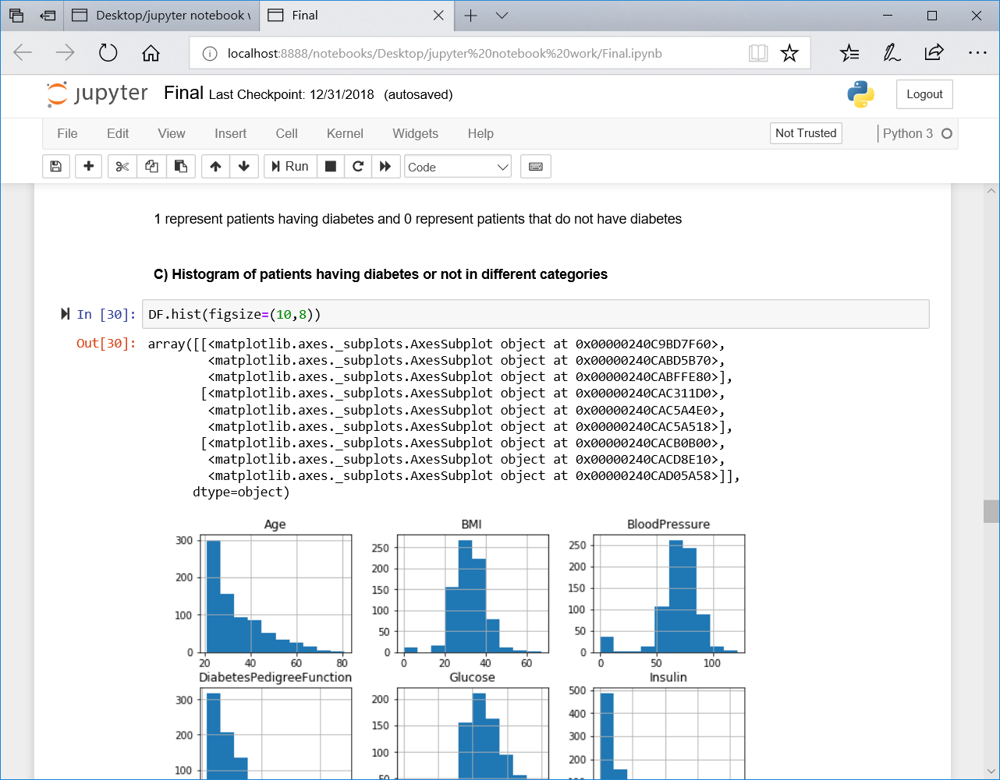 Desktop/jupyter notebook w
Final
localhost:8888/notebooks/Desktop/jupyter%20notebook%20work/Final.ipynb
jupyter Final Last Checkpoint: 12/31/2018 (autosaved)
Logout
File Edit View Insert Cell Kernel Widgets Help
Not Trusted
Python 3
Run
Code
1 represent patients having diabetes and 0 represent patients that do not have diabetes
C) Histogram of patients having diabetes or not in different categories
In [30]: DF.hist(figsize=(10,8))
Out[30]: array([[<matplotlib.axes._subplots.AxesSubplot object at 0x00000240C9BD7F60>,
<matplotlib.axes._subplots.AxesSubplot object at 0x00000240CABD5B70>,
<matplotlib.axes._subplots.AxesSubplot object at 0x00000240CABFFE80>],
[<matplotlib.axes._subplots.AxesSubplot object at 0x00000240CAC311D0>,
<matplotlib.axes._subplots.AxesSubplot object at 0x00000240CAC5A4E0>,
<matplotlib.axes._subplots.AxesSubplot object at 0x00000240CAC5A518>],
[<matplotlib.axes._subplots.AxesSubplot object at 0x00000240CACB0B00>,
<matplotlib.axes._subplots.AxesSubplot object at 0x00000240CACD8E10>,
<matplotlib.axes._subplots.AxesSubplot object at 0x00000240CAD05A58>]],
dtype=object)
Age
300
200
100
0
20 40 60 80
BMI
250
200
150
100
50
0
0 20 40 60
BloodPressure
250
200
150
100
50
0
0 50 100
DiabetesPedigreeFunction
300
200
100
Glucose
200
150
100
50
Insulin
500
400
300
200
100